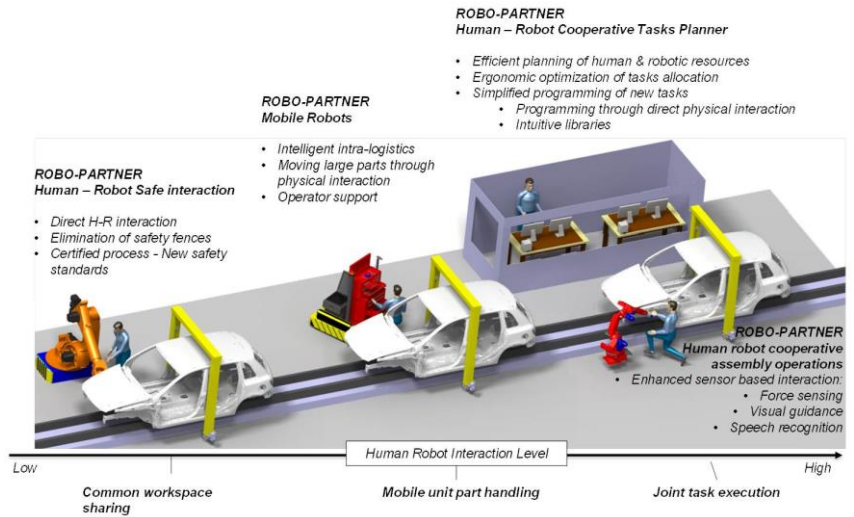 ROBO-PARTNER
Human – Robot Cooperative Tasks Planner
• Efficient planning of human & robotic resources
• Ergonomic optimization of tasks allocation
• Simplified programming of new tasks
• Programming through direct physical interaction
• Intuitive libraries
ROBO-PARTNER
Mobile Robots
• Intelligent intra-logistics
• Moving large parts through
physical interaction
• Operator support
ROBO-PARTNER
Human – Robot Safe interaction
• Direct H-R interaction
• Elimination of safety fences
• Certified process - New safety
standards
ROBO-PARTNER
Human robot cooperative
assembly operations
• Enhanced sensor based interaction:
• Force sensing
• Visual guidance
• Speech recognition
Low
Human Robot Interaction Level
High
Common workspace
sharing
Mobile unit part handling
Joint task execution